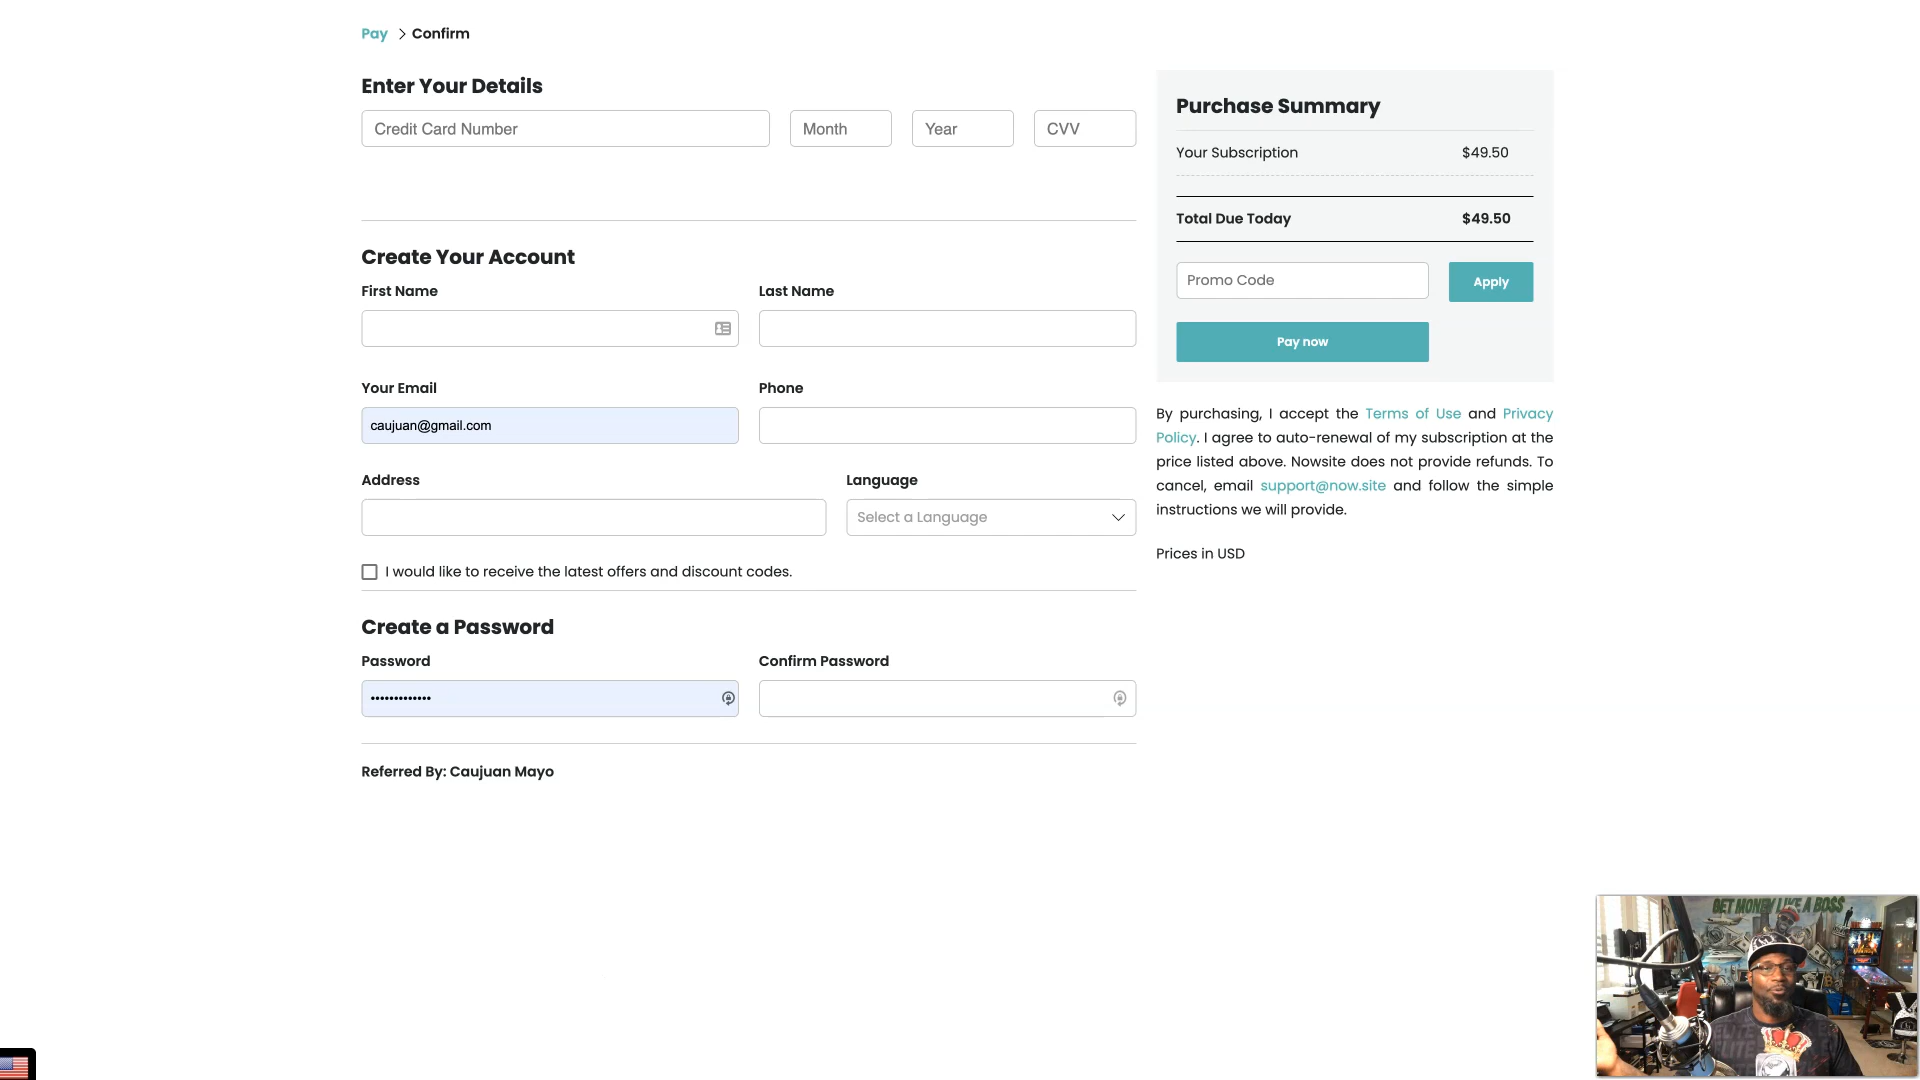 Pay > Confirm
Enter Your Details
Credit Card Number
Month
Year
CVV
Create Your Account
First Name
Last Name
Your Email
caujuan@gmail.com
Phone
Address
Language
Select a Language
I would like to receive the latest offers and discount codes.
Create a Password
Password
•••••••••••••
Confirm Password
Referred By: Caujuan Mayo
Purchase Summary
Your Subscription $49.50
Total Due Today $49.50
Promo Code
Apply
Pay now
By purchasing, I accept the Terms of Use and Privacy
Policy. I agree to auto-renewal of my subscription at the
price listed above. Nowsite does not provide refunds. To
cancel, email support@now.site and follow the simple
instructions we will provide.
Prices in USD
GET MONEY LIKE A BOSS